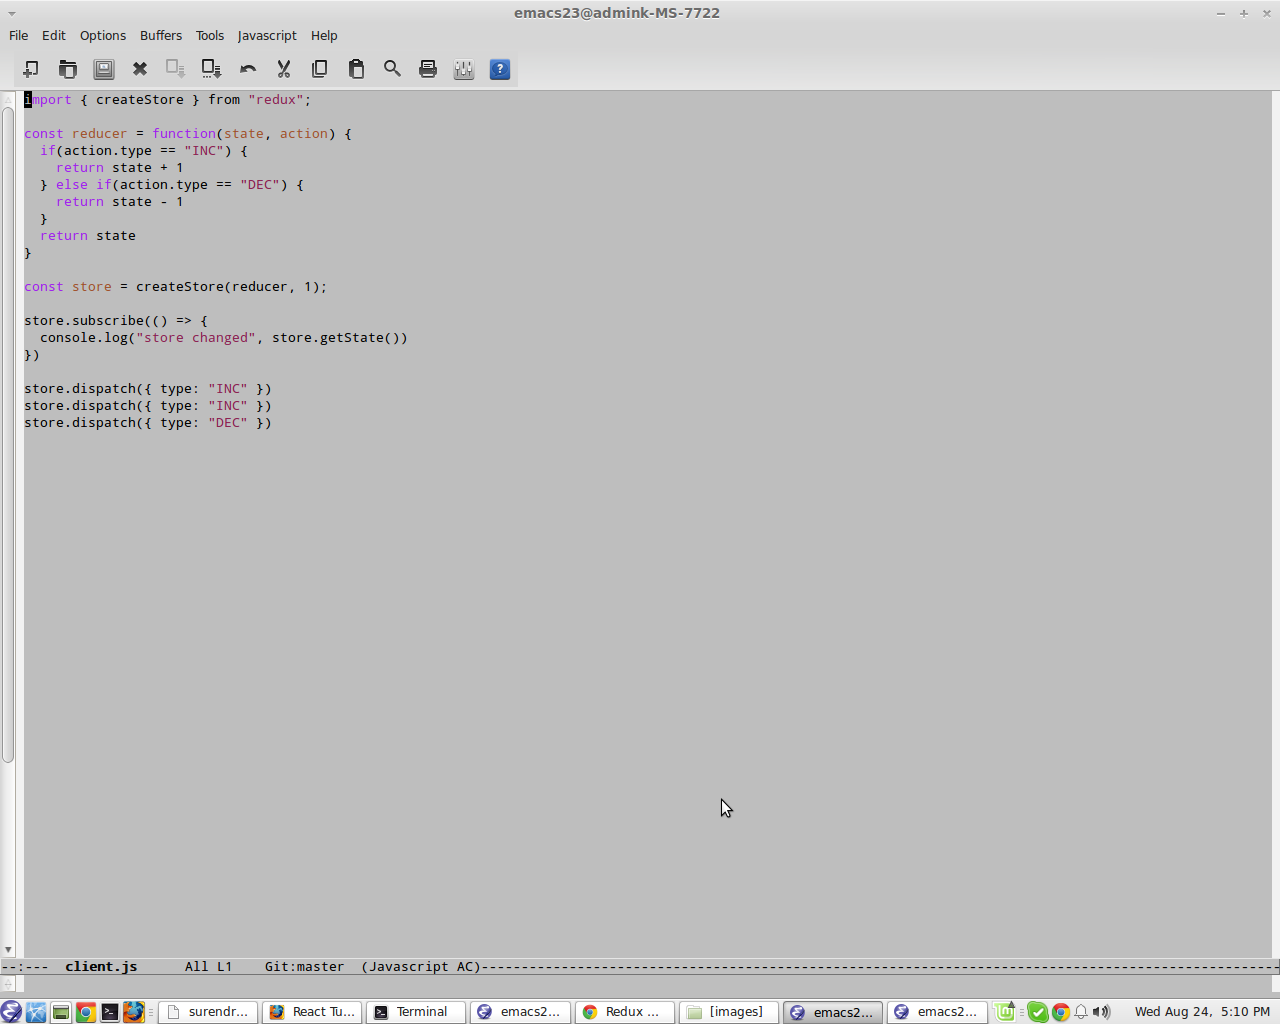 emacs23@admink-MS-7722
File Edit Options Buffers Tools Javascript Help
import { createStore } from "redux";

const reducer = function(state, action) {
  if(action.type == "INC") {
    return state + 1
  } else if(action.type == "DEC") {
    return state - 1
  }
  return state
}

const store = createStore(reducer, 1);

store.subscribe(() => {
  console.log("store changed", store.getState())
})

store.dispatch({ type: "INC" })
store.dispatch({ type: "INC" })
store.dispatch({ type: "DEC" })
--:---  client.js      All L1    Git:master  (Javascript AC)-----------------------------------------------------------------------------------------------------
surendr... React Tu... Terminal emacs2... Redux ... [images] emacs2... emacs2... Wed Aug 24, 5:10 PM